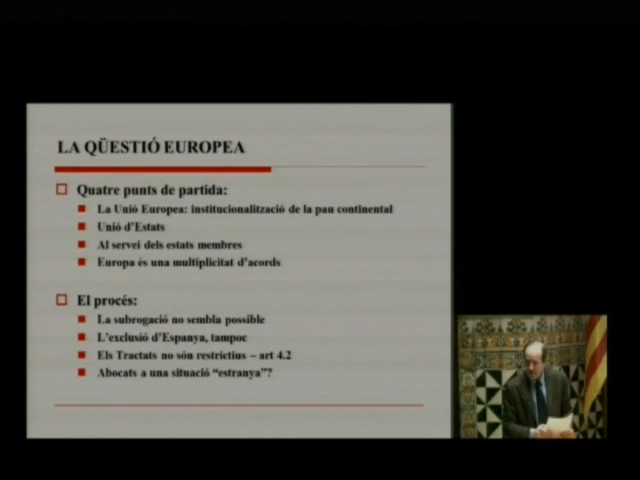 LA QÜESTIÓ EUROPEA
Quatre punts de partida:
La Unió Europea: institucionalització de la pau continental
Unió d'Estats
Al servei dels estats membres
Europa és una multiplicitat d'acords
El procés:
La subrogació no sembla possible
L'exclusió d'Espanya, tampoc
Els Tractats no són restrictius – art 4.2
Abocats a una situació “estranya”?